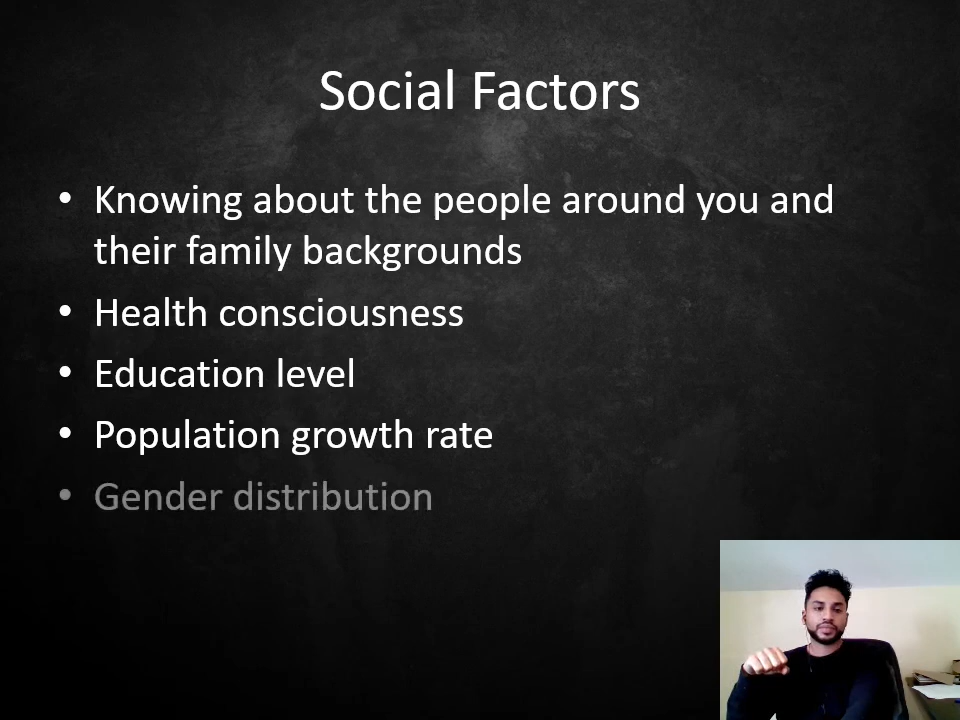 Social Factors
• Knowing about the people around you and
their family backgrounds
• Health consciousness
• Education level
• Population growth rate
• Gender distribution